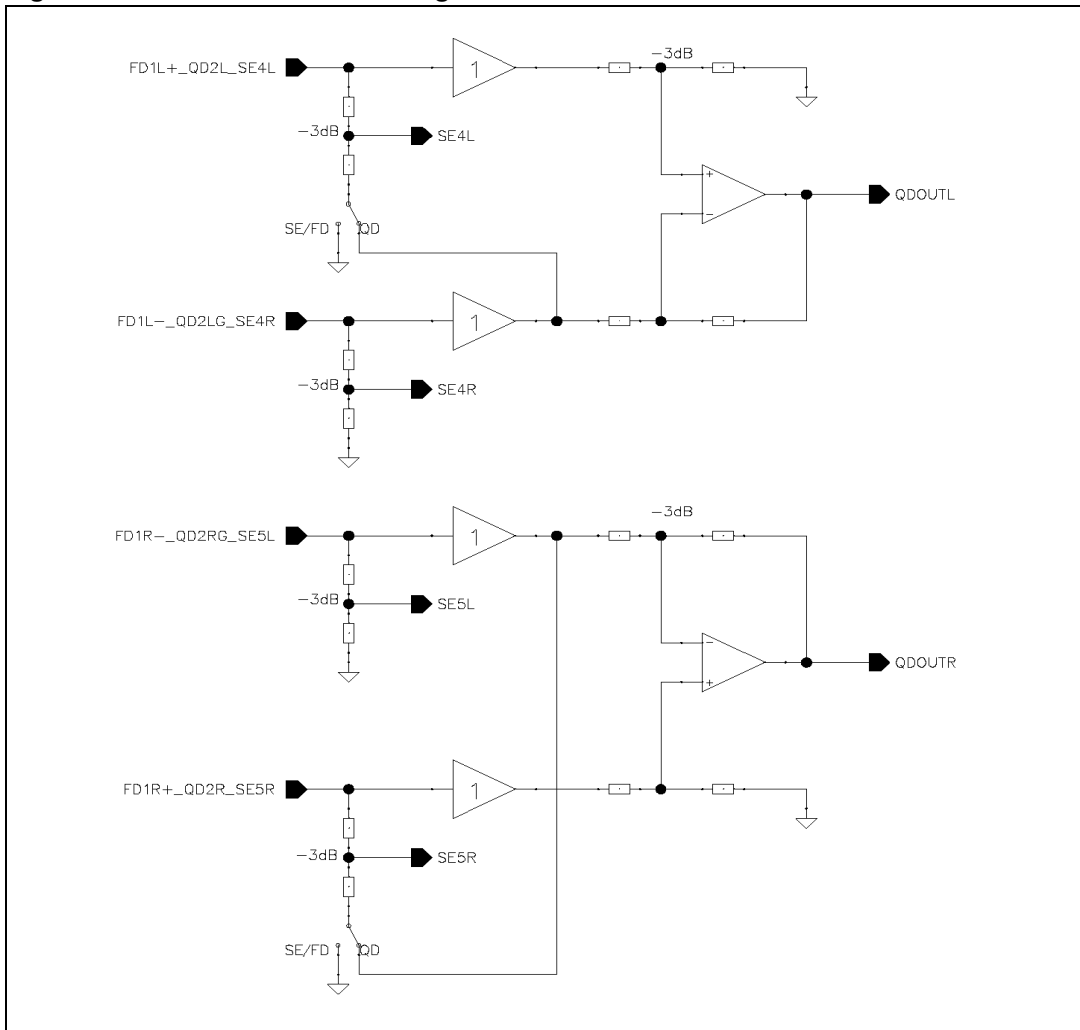 FD1L+_QD2L_SE4L
1
-3dB
-3dB
SE4L
+
-
QDOUTL
SE/FD
QD
FD1L-_QD2LG_SE4R
1
-3dB
SE4R
FD1R-_QD2RG_SE5L
1
-3dB
-3dB
SE5L
-
+
QDOUTR
FD1R+_QD2R_SE5R
1
-3dB
SE5R
SE/FD
QD